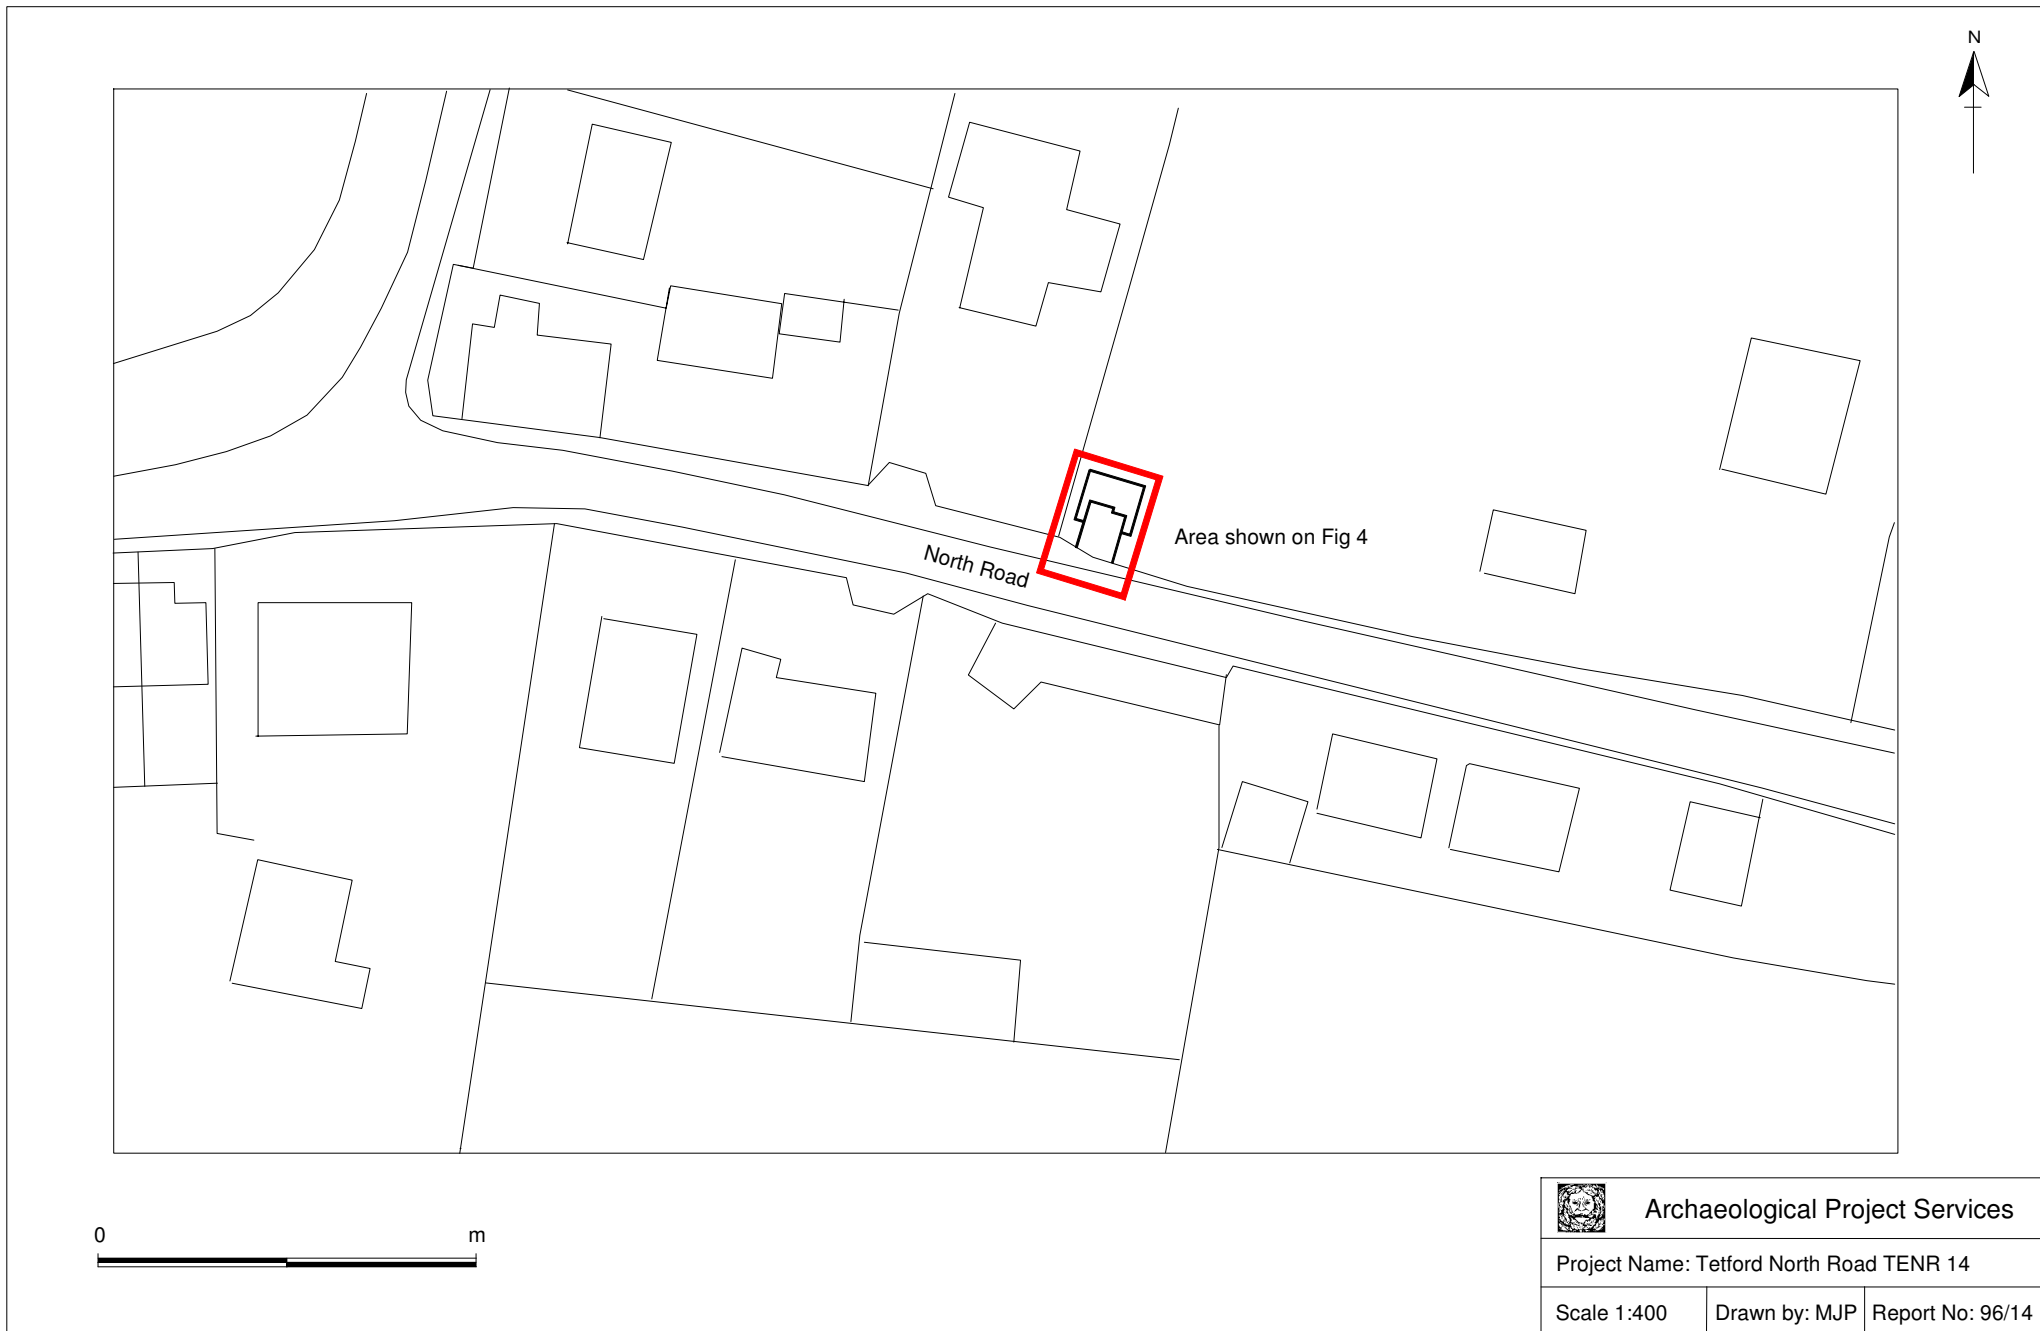 N
Area shown on Fig 4
North Road
0 m
Archaeological Project Services
Project Name: Tetford North Road TENR 14
Scale 1:400 Drawn by: MJP Report No: 96/14